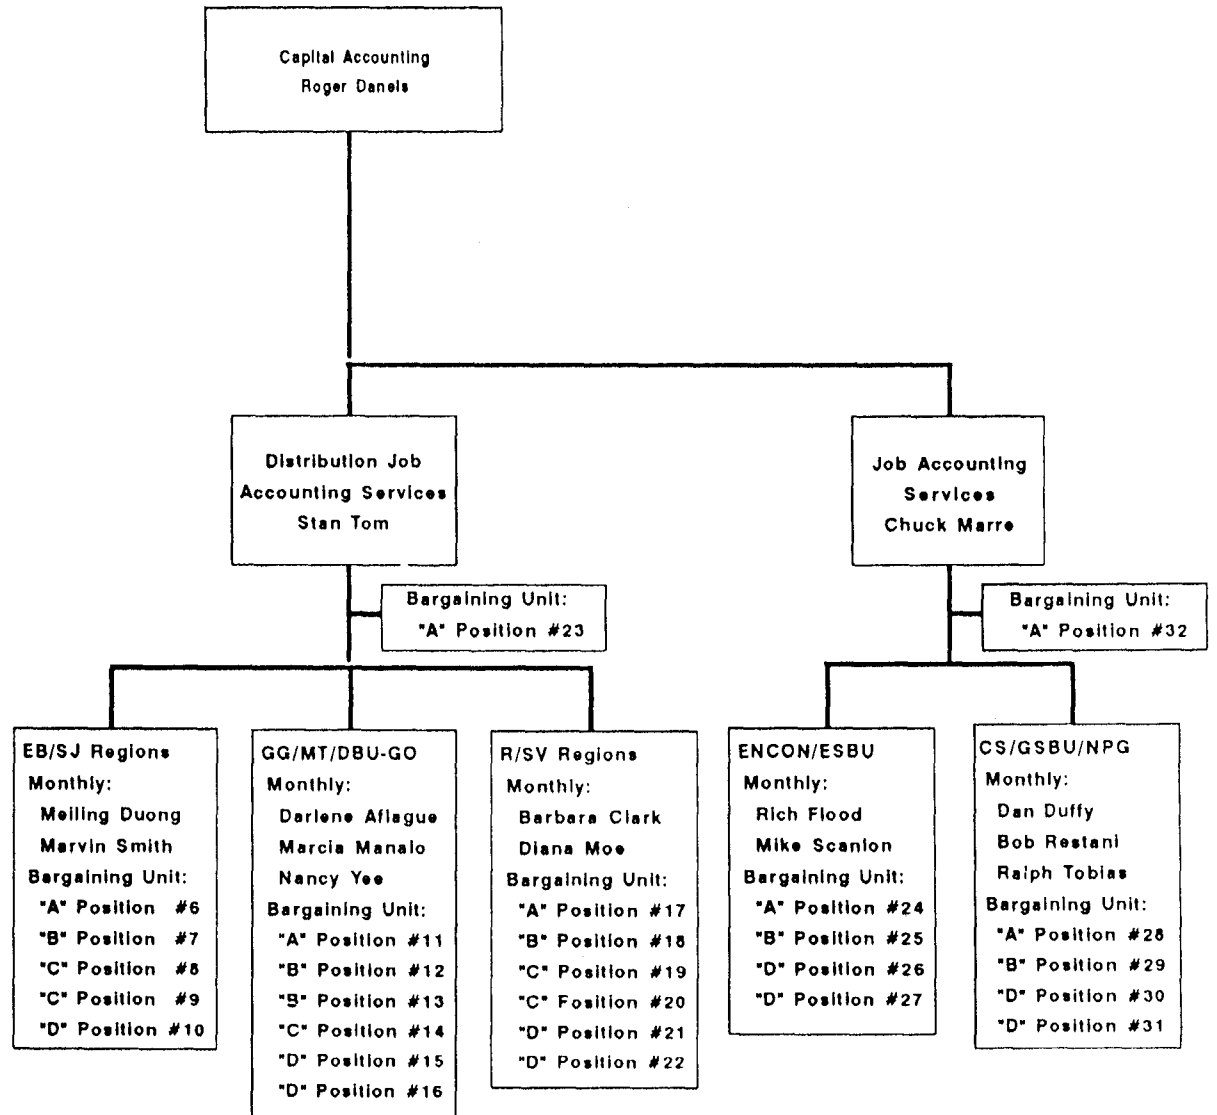 Capital Accounting
Roger Danels
Distribution Job
Accounting Services
Stan Tom
Job Accounting
Services
Chuck Marre
Bargaining Unit:
"A" Position #23
Bargaining Unit:
"A" Position #32
EB/SJ Regions
Monthly:
Meiling Duong
Marvin Smith
Bargaining Unit:
"A" Position #6
"B" Position #7
"C" Position #8
"C" Position #9
"D" Position #10
GG/MT/DBU-GO
Monthly:
Darlene Aflague
Marcia Manalo
Nancy Yee
Bargaining Unit:
"A" Position #11
"B" Position #12
"B" Position #13
"C" Position #14
"D" Position #15
"D" Position #16
R/SV Regions
Monthly:
Barbara Clark
Diana Moe
Bargaining Unit:
"A" Position #17
"B" Position #18
"C" Position #19
"C" Position #20
"D" Position #21
"D" Position #22
ENCON/ESBU
Monthly:
Rich Flood
Mike Scanlon
Bargaining Unit:
"A" Position #24
"B" Position #25
"D" Position #26
"D" Position #27
CS/GSBU/NPG
Monthly:
Dan Duffy
Bob Restani
Ralph Tobias
Bargaining Unit:
"A" Position #28
"B" Position #29
"D" Position #30
"D" Position #31